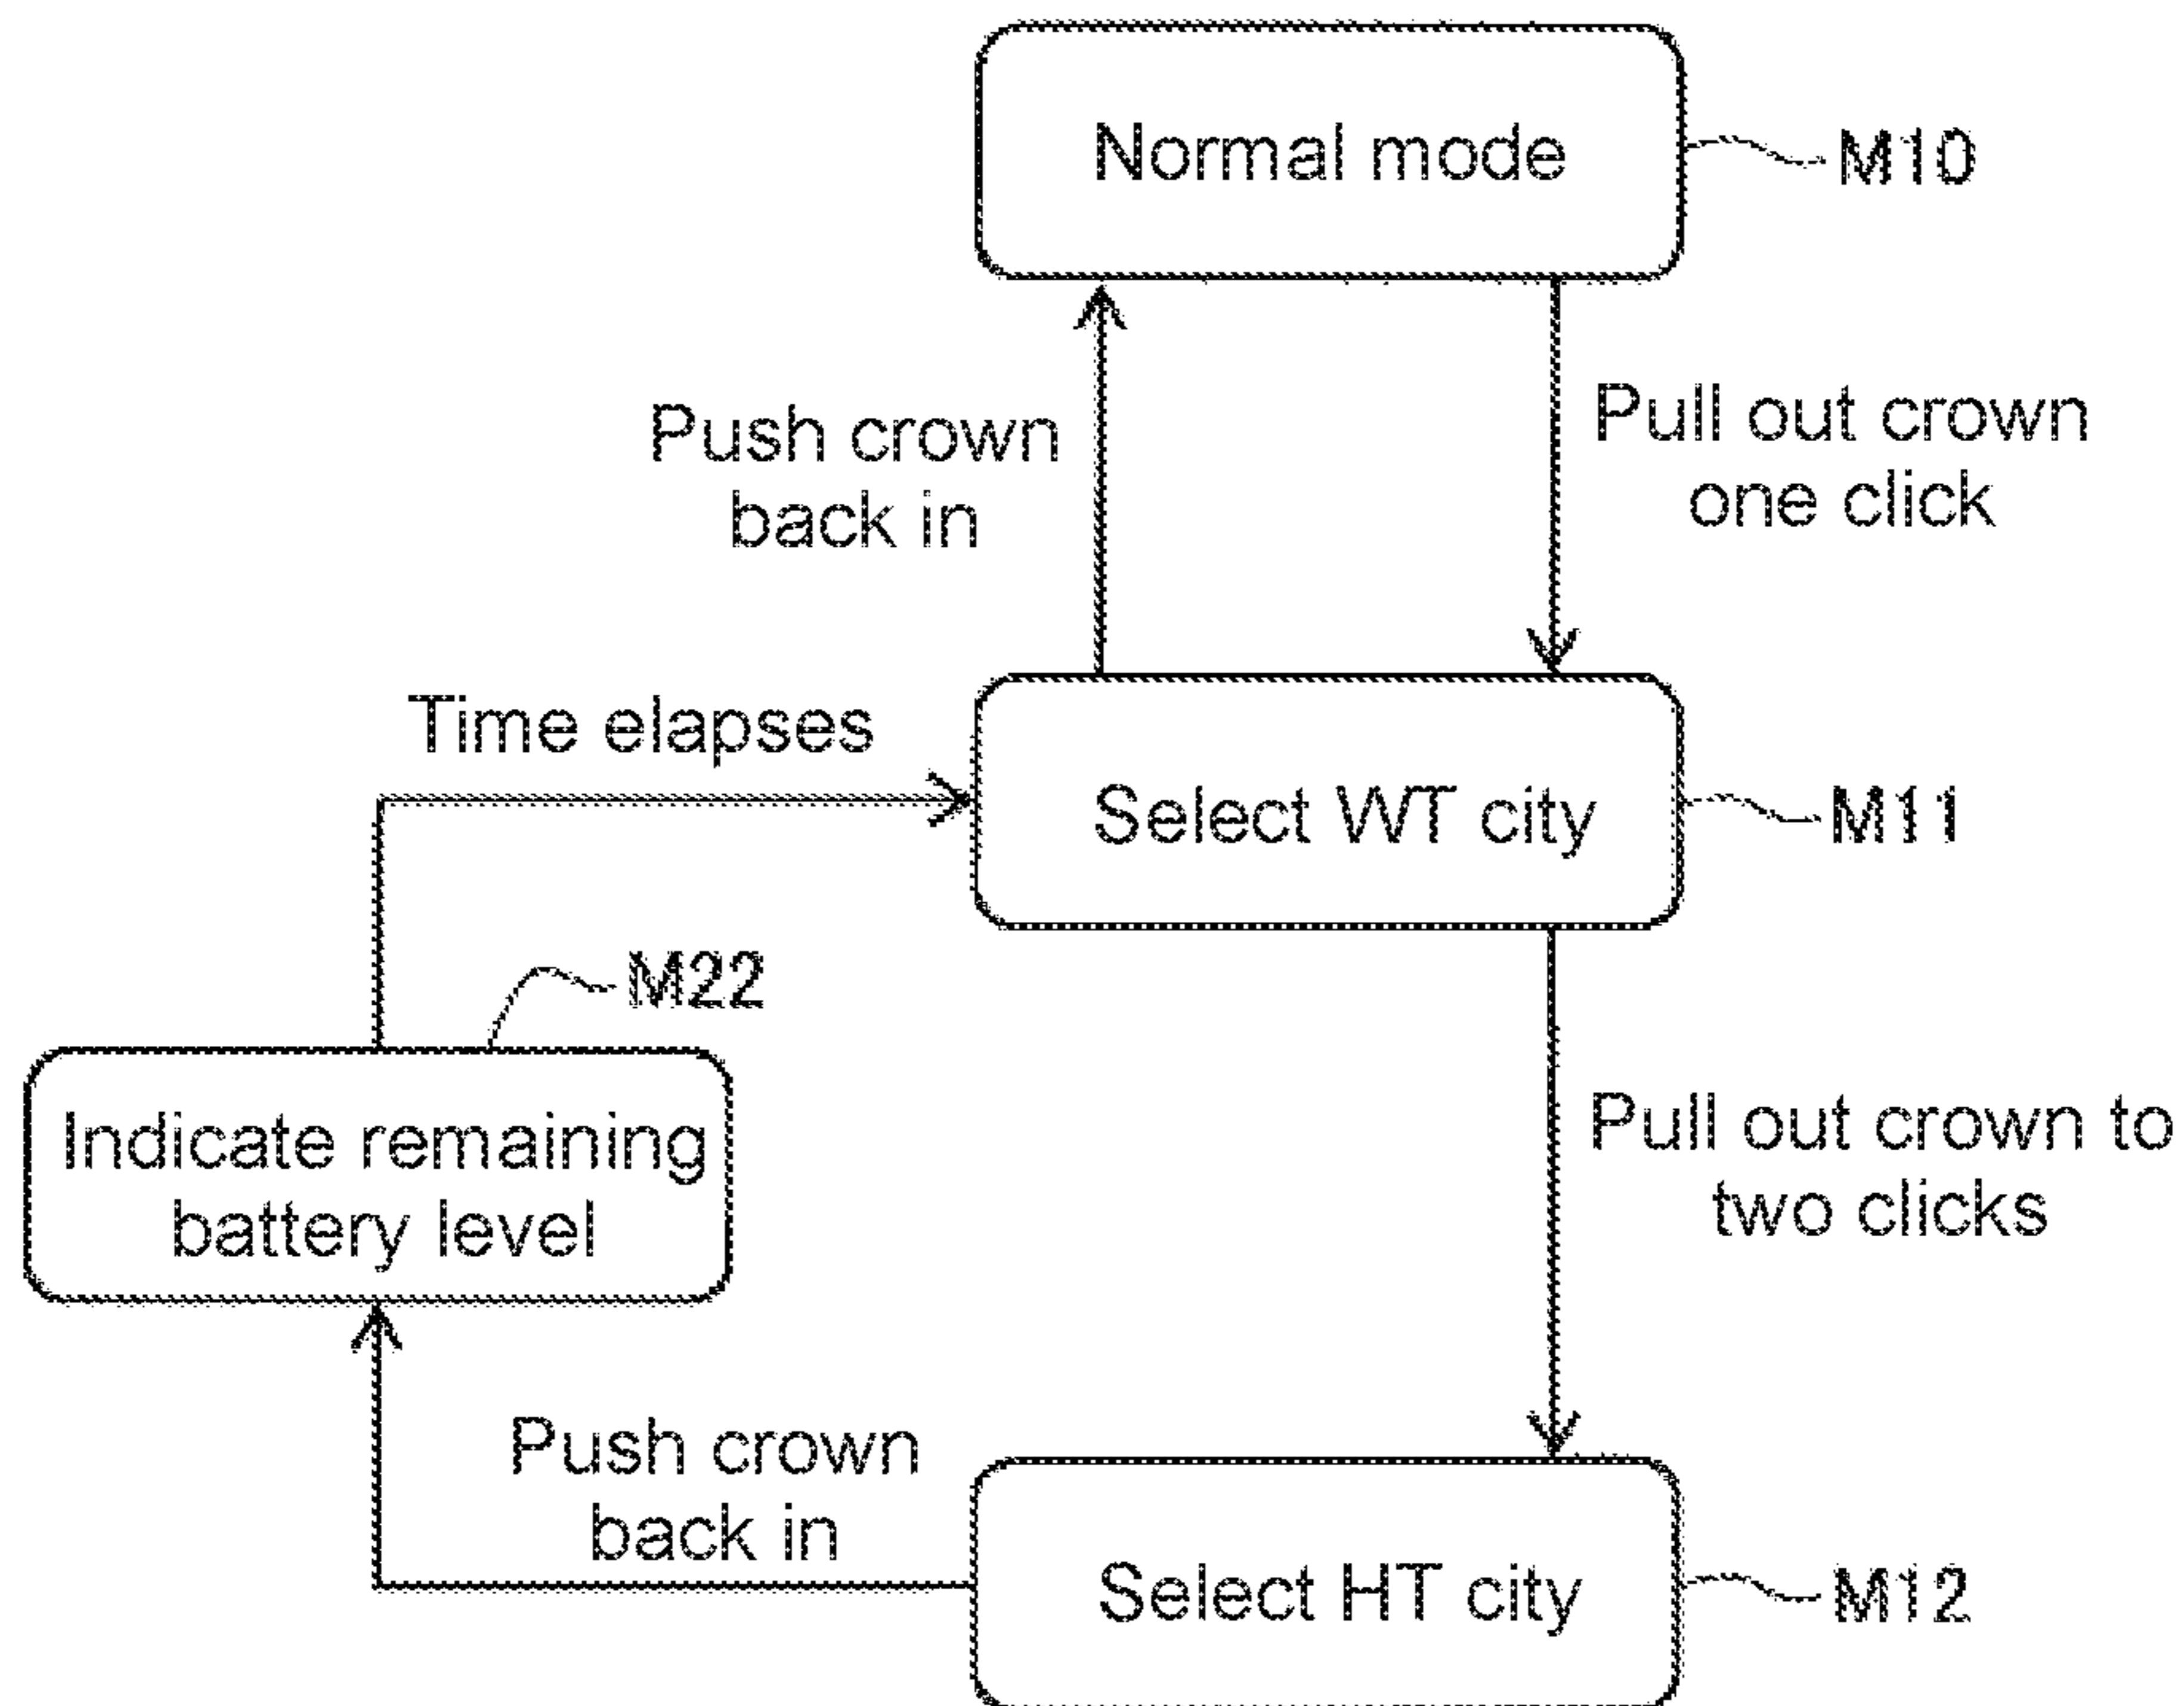 Normal mode
M10
Push crown
back in
Pull out crown
one click
Time elapses
Select WT city
M11
M22
Indicate remaining
battery level
Pull out crown to
two clicks
Push crown
back in
Select HT city
M12